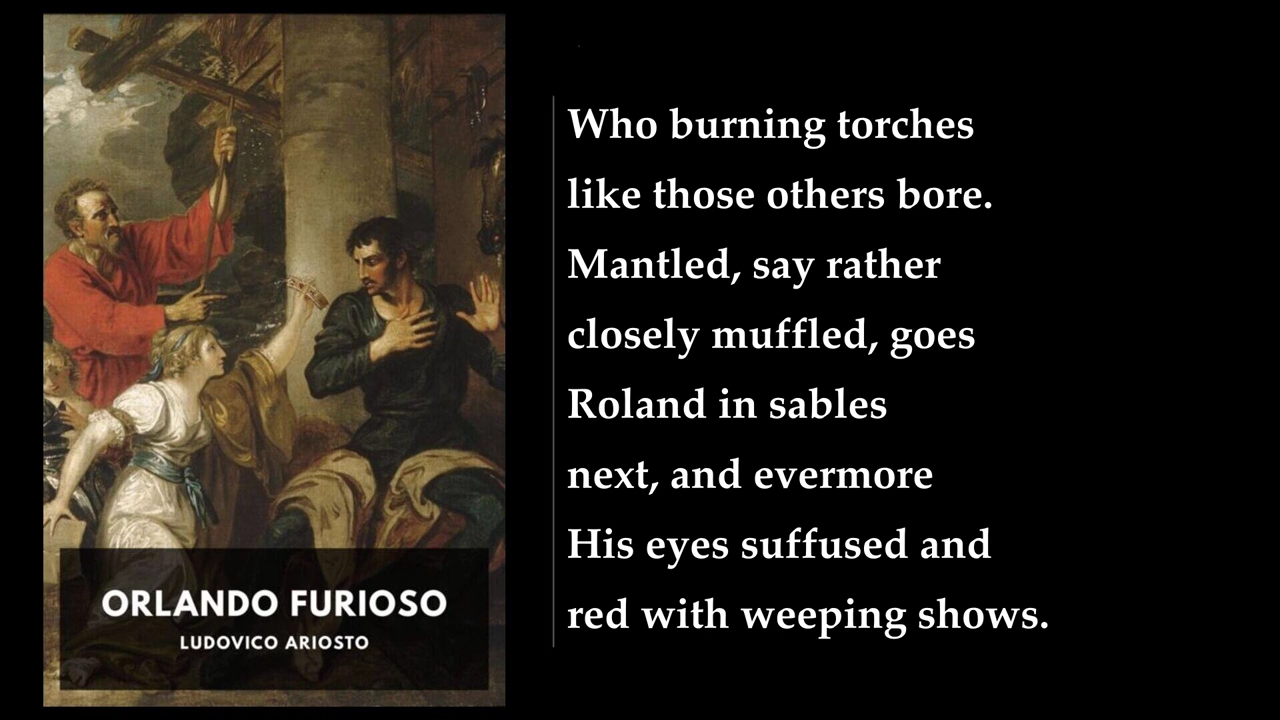 ORLANDO FURIOSO
LUDOVICO ARIOSTO
Who burning torches
like those others bore.
Mantled, say rather
closely muffled, goes
Roland in sables
next, and evermore
His eyes suffused and
red with weeping shows.